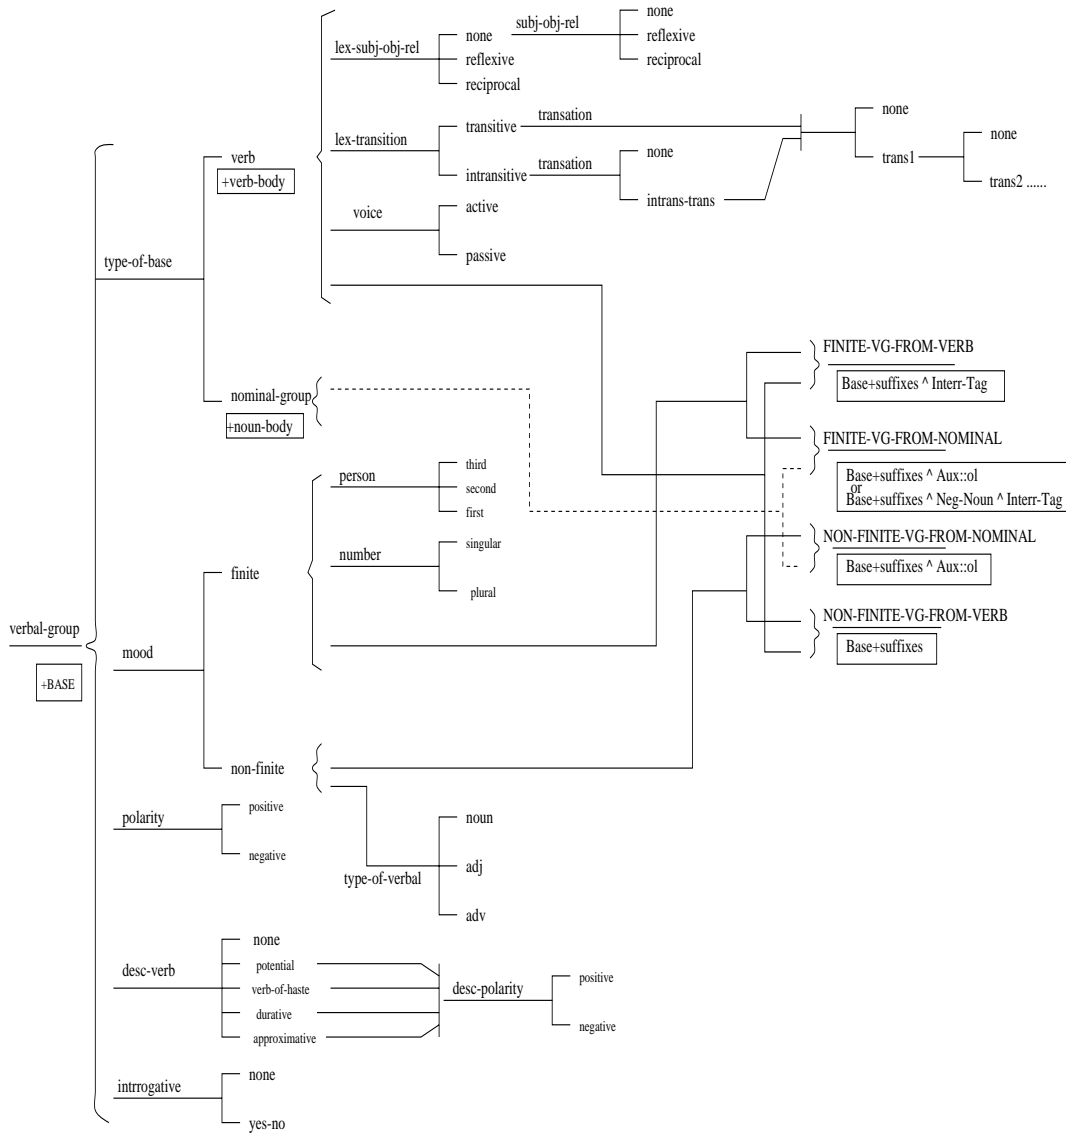 none
subj-obj-rel
none
reflexive
reciprocal
lex-subj-obj-rel
reflexive
reciprocal
none
transitive
transation
lex-transition
none
trans1
none
trans2 ......
intransitive
transation
intrans-trans
verb
+verb-body
voice
active
passive
type-of-base
nominal-group
+noun-body
FINITE-VG-FROM-VERB
Base+suffixes ^ Interr-Tag
FINITE-VG-FROM-NOMINAL
Base+suffixes ^ Aux::ol
or
Base+suffixes ^ Neg-Noun ^ Interr-Tag
NON-FINITE-VG-FROM-NOMINAL
Base+suffixes ^ Aux::ol
NON-FINITE-VG-FROM-VERB
Base+suffixes
person
third
second
first
number
singular
plural
finite
verbal-group
+BASE
mood
non-finite
type-of-verbal
noun
adj
adv
polarity
positive
negative
desc-verb
none
potential
verb-of-haste
durative
approximative
desc-polarity
positive
negative
intrrogative
none
yes-no